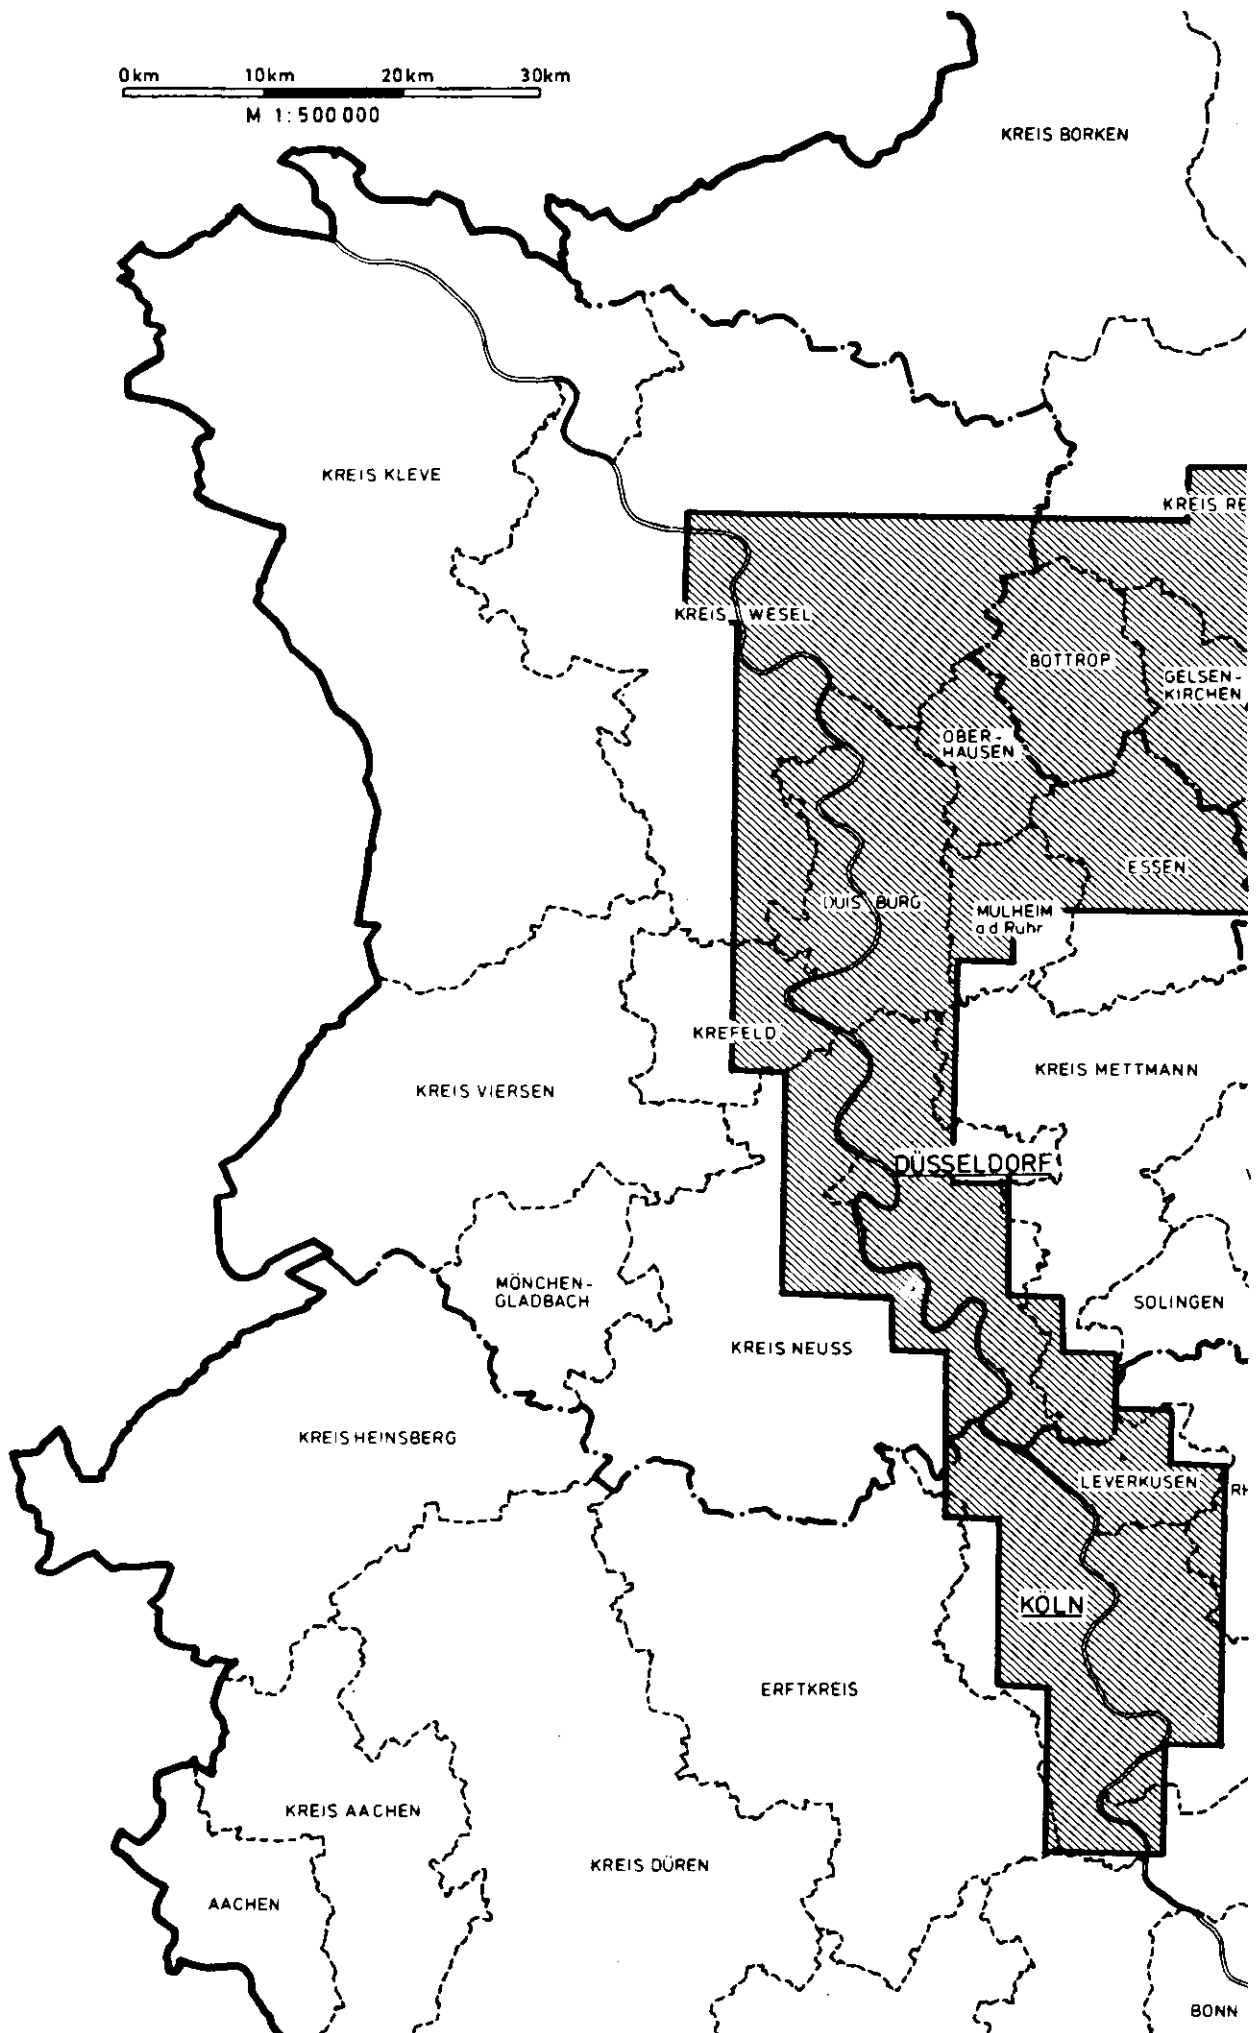 0km 10km 20km 30km
M 1:500 000
KREIS BORKEN
KREIS KLEVE
KREIS RE
KREIS WESEL
BOTTROP
GELSEN-
KIRCHEN
OBER-
HAUSEN
ESSEN
DUISBURG
MÜLHEIM
a d Ruhr
KREFELD
KREIS METTMANN
KREIS VIERSEN
DÜSSELDORF
MÖNCHEN-
GLADBACH
SOLINGEN
KREIS NEUSS
KREIS HEINSBERG
LEVERKUSEN
RH
KÖLN
ERFTKREIS
KREIS AACHEN
KREIS DÜREN
AACHEN
BONN